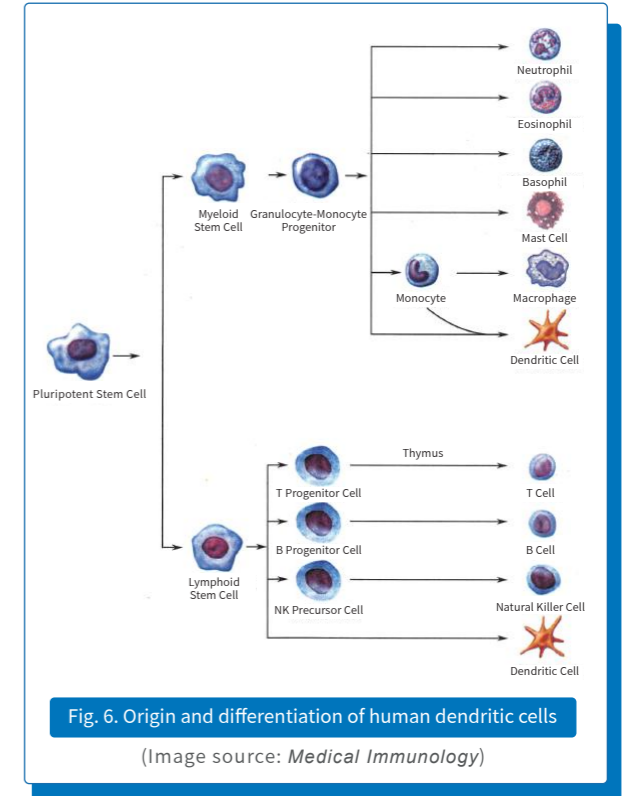 Neutrophil
Eosinophil
Basophil
Myeloid
Stem Cell
Granulocyte-Monocyte
Progenitor
Mast Cell
Monocyte
Macrophage
Dendritic Cell
Pluripotent Stem Cell
Thymus
T Progenitor Cell
T Cell
B Progenitor Cell
B Cell
Lymphoid
Stem Cell
NK Precursor Cell
Natural Killer Cell
Dendritic Cell
Fig. 6. Origin and differentiation of human dendritic cells
(Image source: Medical Immunology)